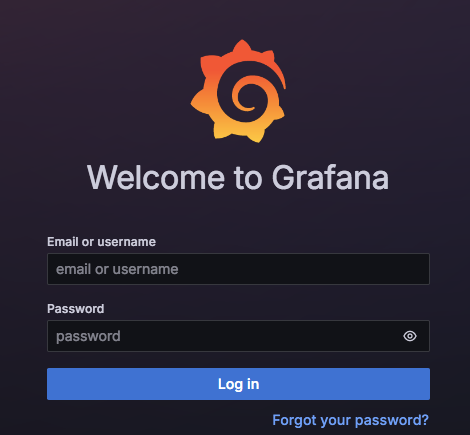 Welcome to Grafana
Email or username
email or username
Password
password
Log in
Forgot your password?